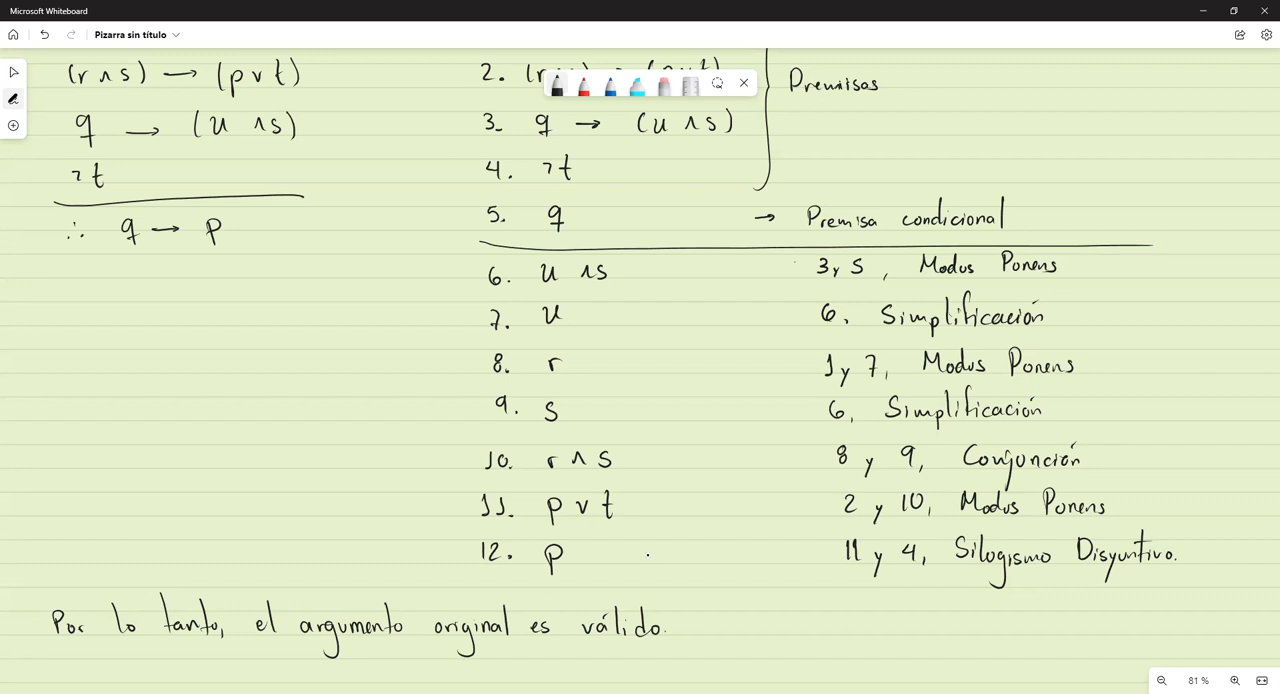 Microsoft Whiteboard
Pizarra sin título
(r ∧ s) → (p ∨ t)
q → (u ∧ s)
¬t
∴ q → p
2.
3. q → (u ∧ s)
4. ¬t
Premisas
5. q → Premisa condicional
6. u ∧ s 3 y 5, Modus Ponens
7. u 6, Simplificación
8. r 1 y 7, Modus Ponens
9. s 6, Simplificación
10. r ∧ s 8 y 9, Conjunción
11. p ∨ t 2 y 10, Modus Ponens
12. p 11 y 4, Silogismo Disyuntivo.
Por lo tanto, el argumento original es válido.
81 %